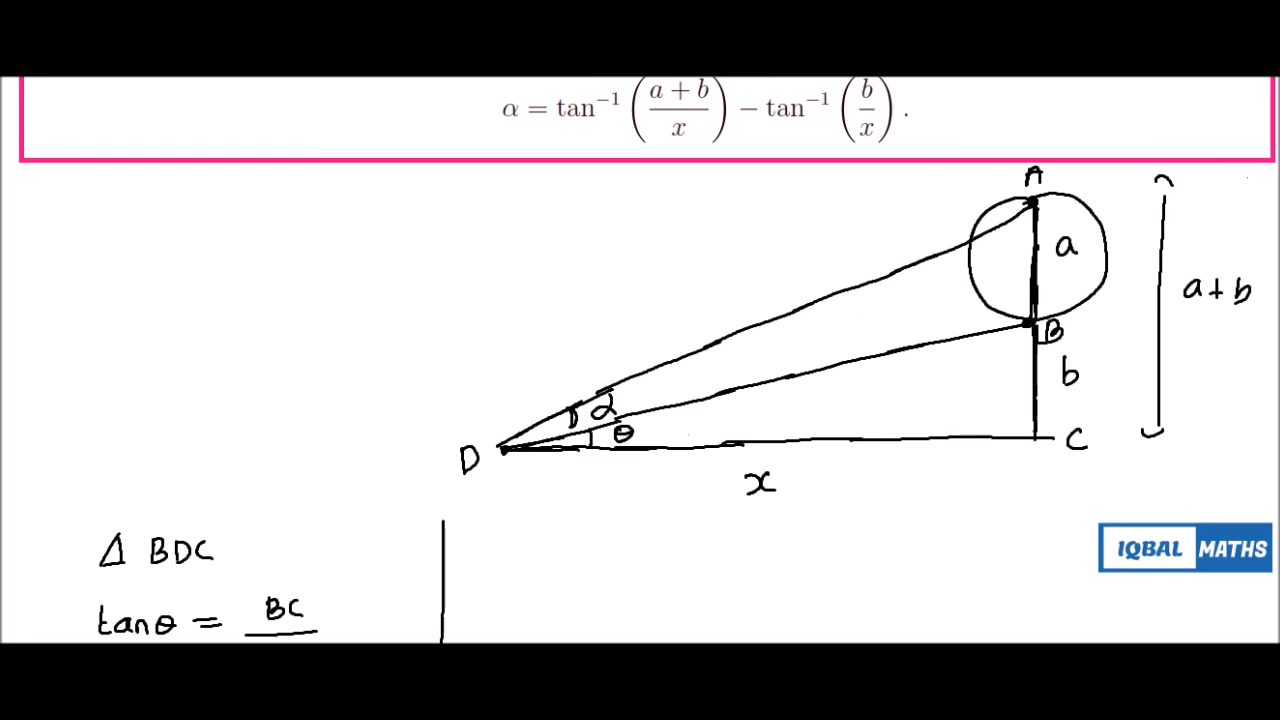 α = tan⁻¹ ((a + b)/x) − tan⁻¹ (b/x) .
A
a
a+b
B
b
α
θ
D
C
x
IQBAL MATHS
Δ BDC
tanθ = BC